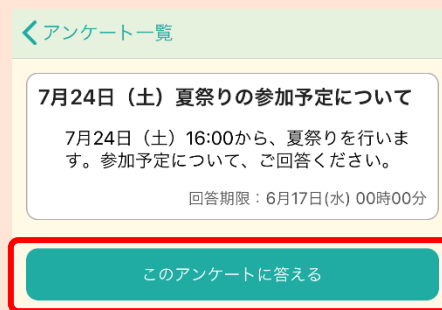 アンケート一覧
7月24日（土）夏祭りの参加予定について
7月24日（土）16:00から、夏祭りを行いま
す。参加予定について、ご回答ください。
回答期限：6月17日(水) 00時00分
このアンケートに答える